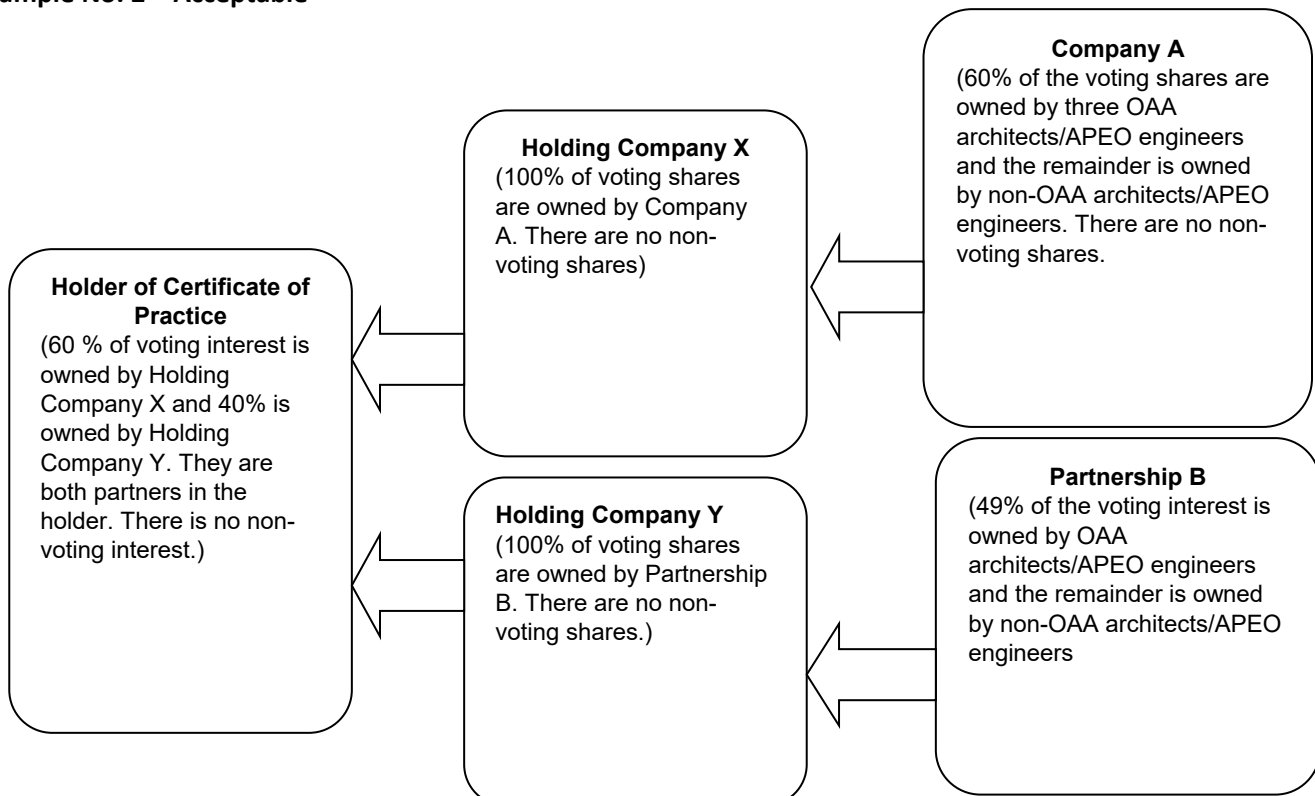 Company A
(60% of the voting shares are
owned by three OAA
architects/APEO engineers
and the remainder is owned
by non-OAA architects/APEO
engineers. There are no non-
voting shares.
Holding Company X
(100% of voting shares
are owned by Company
A. There are no non-
voting shares)
Holder of Certificate of
Practice
(60 % of voting interest is
owned by Holding
Company X and 40% is
owned by Holding
Company Y. They are
both partners in the
holder. There is no non-
voting interest.)
Holding Company Y
(100% of voting shares
are owned by Partnership
B. There are no non-
voting shares.)
Partnership B
(49% of the voting interest is
owned by OAA
architects/APEO engineers
and the remainder is owned
by non-OAA architects/APEO
engineers